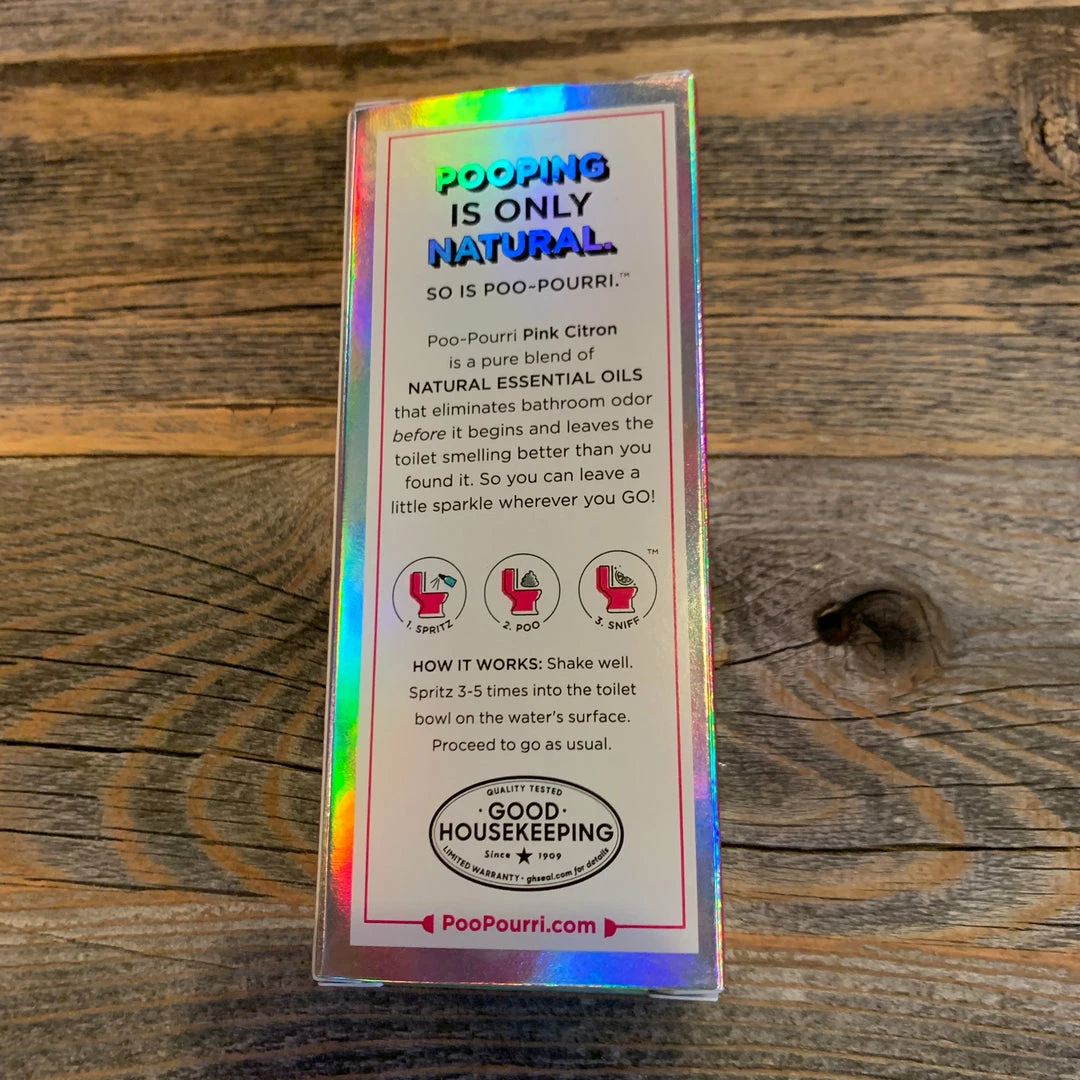 POOPING
IS ONLY
NATURAL.
SO IS POO~POURRI.™
Poo~Pourri Pink Citron
is a pure blend of
NATURAL ESSENTIAL OILS
that eliminates bathroom odor
before it begins and leaves the
toilet smelling better than you
found it. So you can leave a
little sparkle wherever you GO!
TM
1. SPRITZ
2. POO
3. SNIFF
HOW IT WORKS: Shake well.
Spritz 3-5 times into the toilet
bowl on the water's surface.
Proceed to go as usual.
QUALITY TESTED
· GOOD ·
HOUSEKEEPING
Since ★ 1909
LIMITED WARRANTY · ghseal.com for details
PooPourri.com